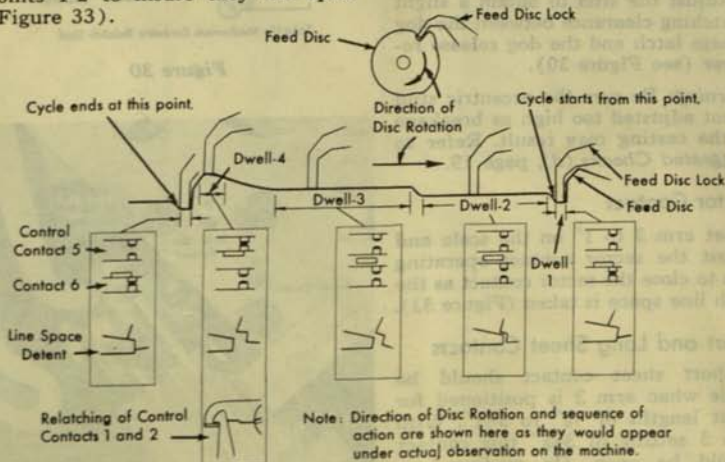 Figure 33).
Feed Disc Lock
Feed Disc
Cycle ends at this point.
Direction of
Disc Rotation
Cycle starts from this point.
Dwell-4
Feed Disc Lock
Feed Disc
Dwell-3
Dwell-2
Dwell
1
Control
Contact 5
Contact 6
Line Space
Detent
Relatching of Control
Contacts 1 and 2
Note: Direction of Disc Rotation and sequence of
action are shown here as they would appear
under actual observation on the machine.